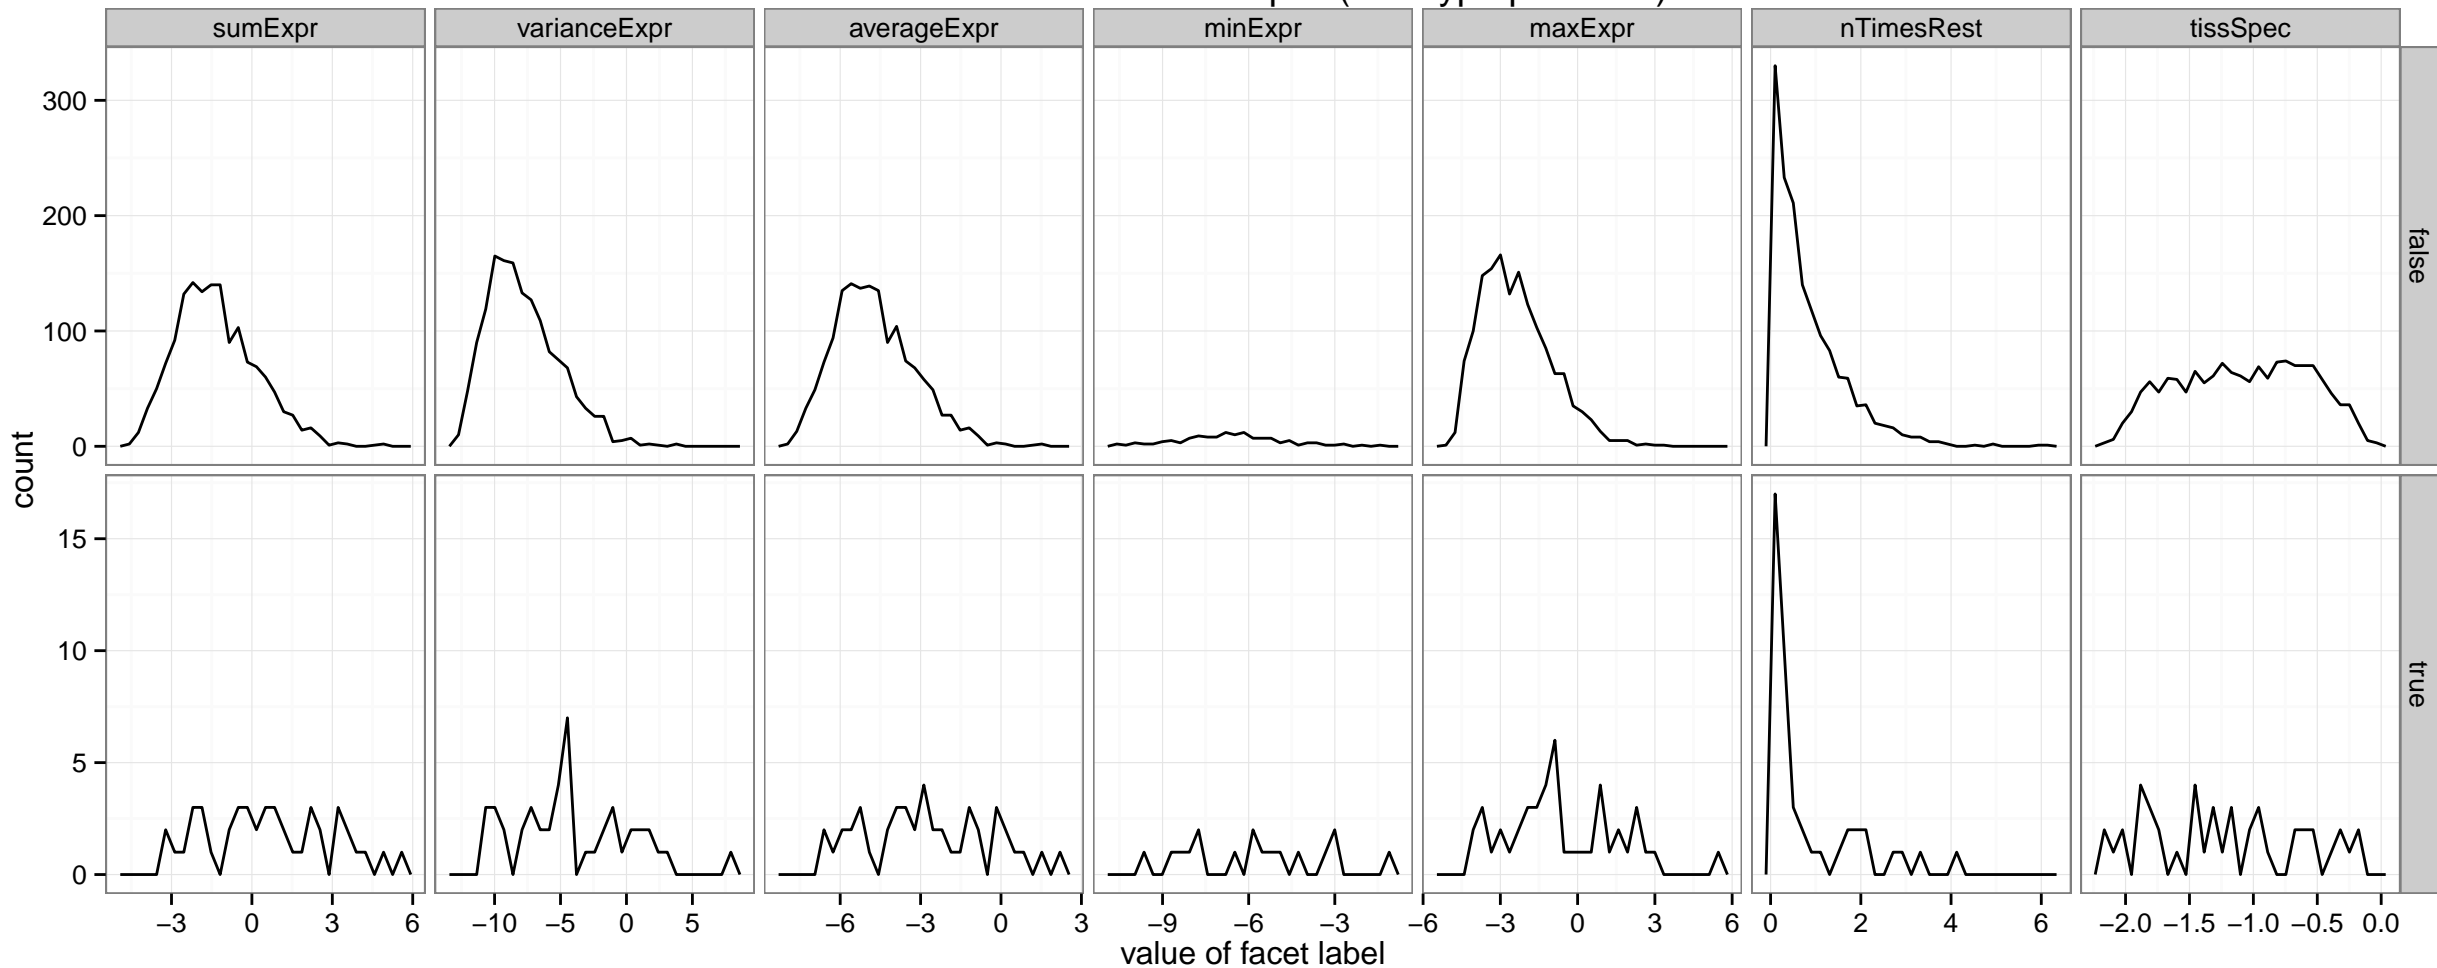 sumExpr varianceExpr averageExpr minExpr maxExpr nTimesRest tissSpec
300
200
100
0
false
count
15
10
5
0
true
−3 0 3 6 −10 −5 0 5 −6 −3 0 3 −9 −6 −3 −6 −3 0 3 6 0 2 4 6 −2.0 −1.5 −1.0 −0.5 0.0
value of facet label